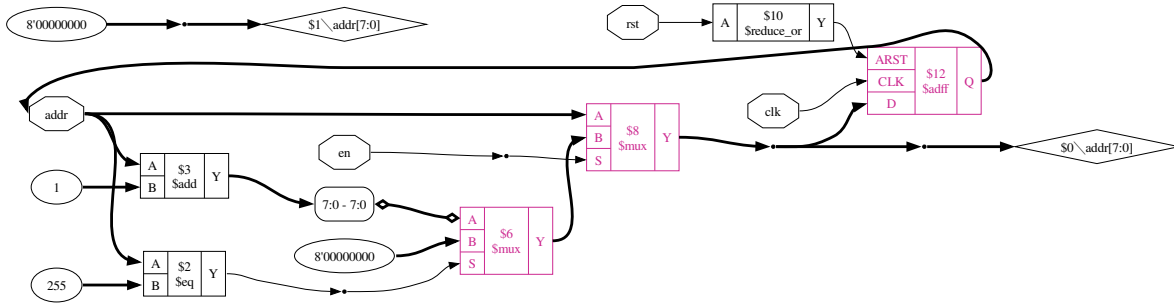 8'00000000
$1\addr[7:0]
rst
A
$10
$reduce_or
Y
ARST
CLK
D
$12
$adff
Q
clk
addr
A
B
S
$8
$mux
Y
$0\addr[7:0]
en
1
A
B
$3
$add
Y
7:0 - 7:0
8'00000000
A
B
S
$6
$mux
Y
255
A
B
$2
$eq
Y